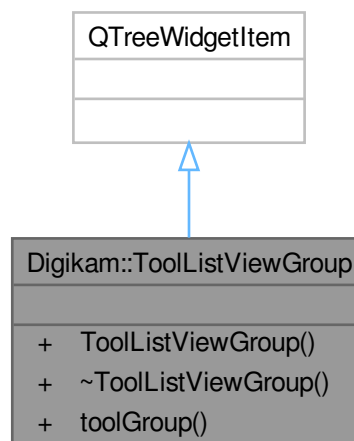 QTreeWidgetItem
Digikam::ToolListViewGroup
+ ToolListViewGroup()
+ ~ToolListViewGroup()
+ toolGroup()